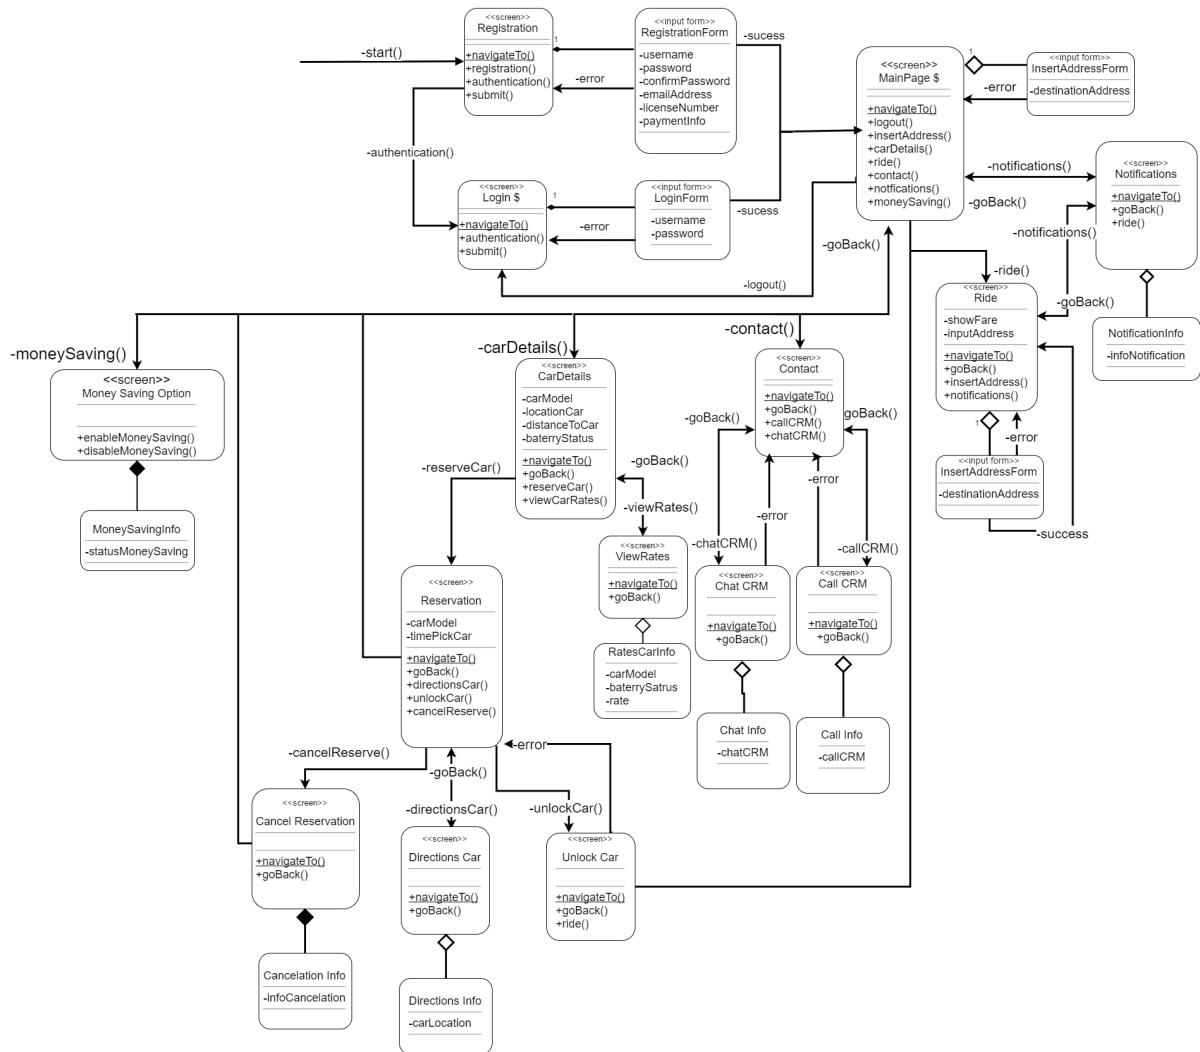 <<screen>>
Registration
+navigateTo()
+registration()
+authentication()
+submit()
-start()
1
-error
<<input form>>
RegistrationForm
-username
-password
-confirmPassword
-emailAddress
-licenseNumber
-paymentInfo
-sucess
<<screen>>
MainPage $
+navigateTo()
+logout()
+insertAddress()
+carDetails()
+ride()
+contact()
+notfications()
+moneySaving()
1
-error
<<input form>>
InsertAddressForm
-destinationAddress
-authentication()
<<screen>>
Login $
+navigateTo()
+authentication()
+submit()
1
-error
<<input form>>
LoginForm
-username
-password
-sucess
-logout()
-goBack()
-notifications()
-goBack()
<<screen>>
Notifications
+navigateTo()
+goBack()
+ride()
-notifications()
-goBack()
NotificationInfo
-infoNotification
-ride()
<<screen>>
Ride
-showFare
-inputAddress
+navigateTo()
+goBack()
+insertAddress()
+notifications()
1
-error
<<input form>>
InsertAddressForm
-destinationAddress
-success
-moneySaving()
<<screen>>
Money Saving Option
+enableMoneySaving()
+disableMoneySaving()
MoneySavingInfo
-statusMoneySaving
-carDetails()
<<screen>>
CarDetails
-carModel
-locationCar
-distanceToCar
-baterryStatus
+navigateTo()
+goBack()
+reserveCar()
+viewCarRates()
-reserveCar()
-goBack()
-viewRates()
<<screen>>
ViewRates
+navigateTo()
+goBack()
RatesCarInfo
-carModel
-baterrySatrus
-rate
-contact()
<<screen>>
Contact
+navigateTo()
+goBack()
+callCRM()
+chatCRM()
-goBack()
goBack()
-error
-error
-chatCRM()
-callCRM()
<<screen>>
Chat CRM
+navigateTo()
+goBack()
Chat Info
-chatCRM
<<screen>>
Call CRM
+navigateTo()
+goBack()
Call Info
-callCRM
<<screen>>
Reservation
-carModel
-timePickCar
+navigateTo()
+goBack()
+directionsCar()
+unlockCar()
+cancelReserve()
-cancelReserve()
-goBack()
-directionsCar()
-error
-unlockCar()
<<screen>>
Cancel Reservation
+navigateTo()
+goBack()
Cancelation Info
-infoCancelation
<<screen>>
Directions Car
+navigateTo()
+goBack()
Directions Info
-carLocation
<<screen>>
Unlock Car
+navigateTo()
+goBack()
+ride()